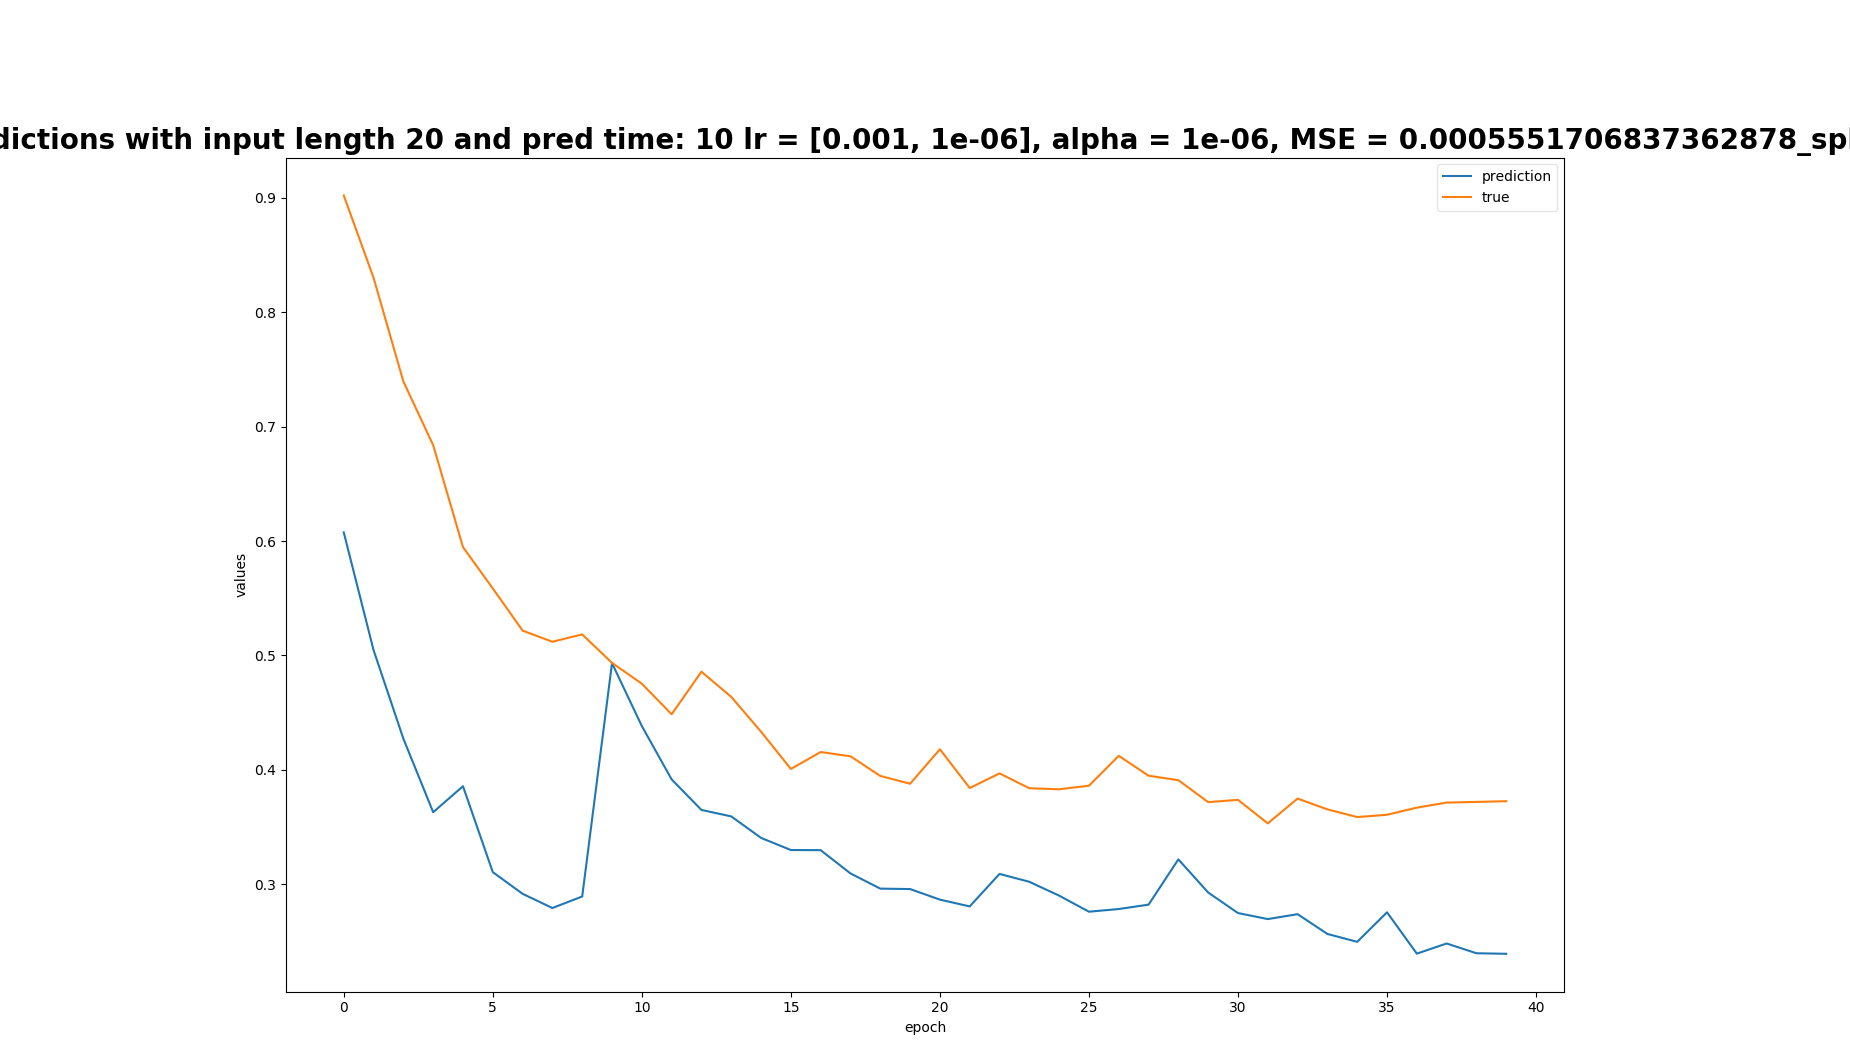 dictions with input length 20 and pred time: 10 lr = [0.001, 1e-06], alpha = 1e-06, MSE = 0.0005551706837362878_spl
prediction
true
0.9
0.8
0.7
0.6
0.5
0.4
0.3
values
0 5 10 15 20 25 30 35 40
epoch